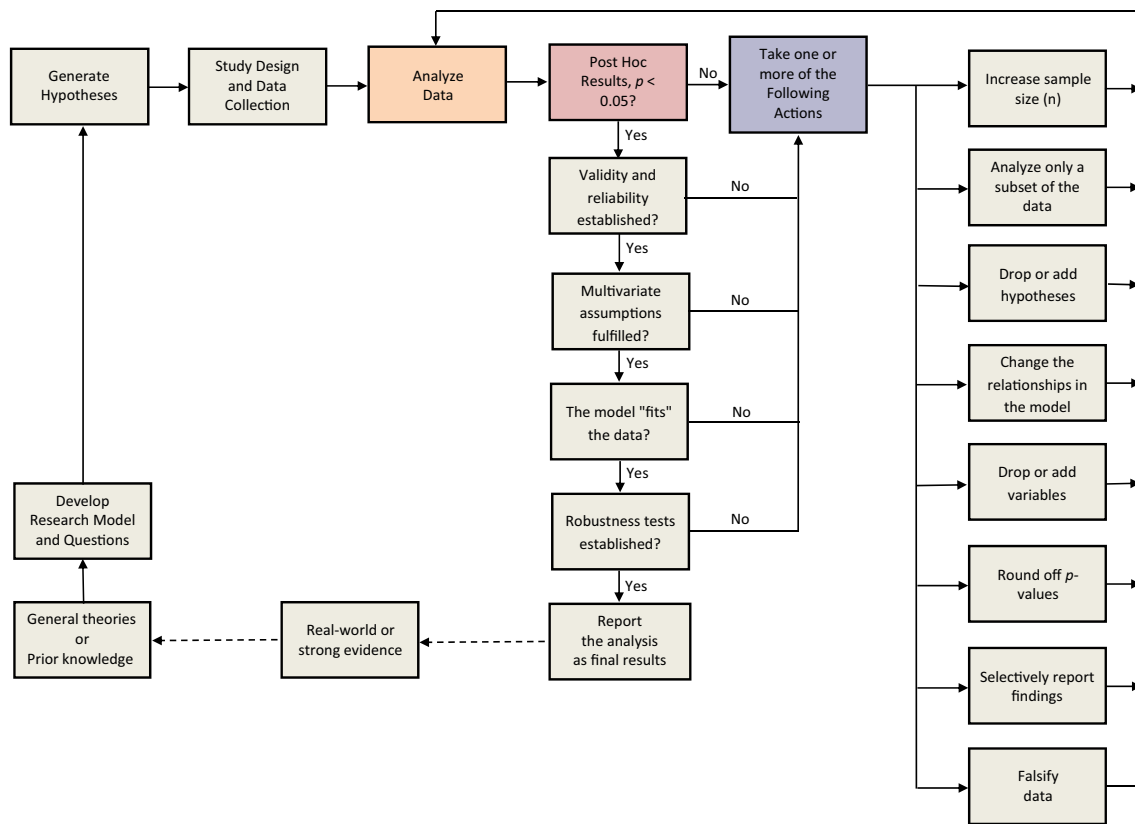 Generate
Hypotheses
Study Design
and Data
Collection
Analyze
Data
Post Hoc
Results, p <
0.05?
No
Take one or
more of the
Following
Actions
Increase sample
size (n)
Yes
Validity and
reliability
established?
No
Analyze only a
subset of the
data
Yes
Multivariate
assumptions
fulfilled?
No
Drop or add
hypotheses
Yes
The model "fits"
the data?
No
Change the
relationships in
the model
Yes
Robustness tests
established?
No
Drop or add
variables
Develop
Research Model
and Questions
Yes
Round off p-
values
General theories
or
Prior knowledge
Real-world or
strong evidence
Report
the analysis
as final results
Selectively report
findings
Falsify
data